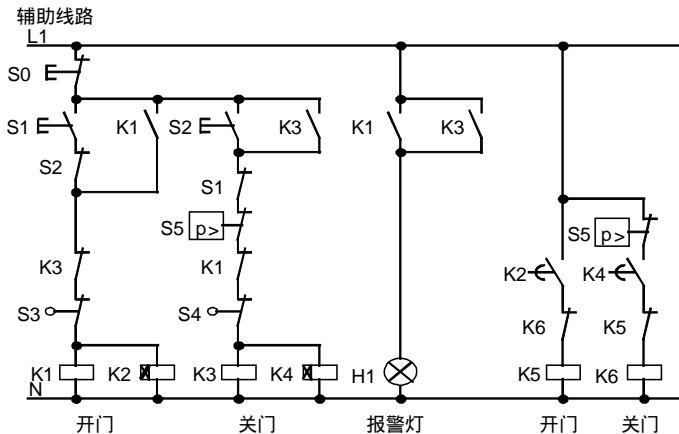 辅助线路
L1
S0
S1 K1 S2 K3 K1 K3
S2
S1
S5 p> S5 p>
K3 K1 K2 K4
S3 S4 K6 K5
K1 K2 K3 K4 H1 K5 K6
N
开门 关门 报警灯 开门 关门